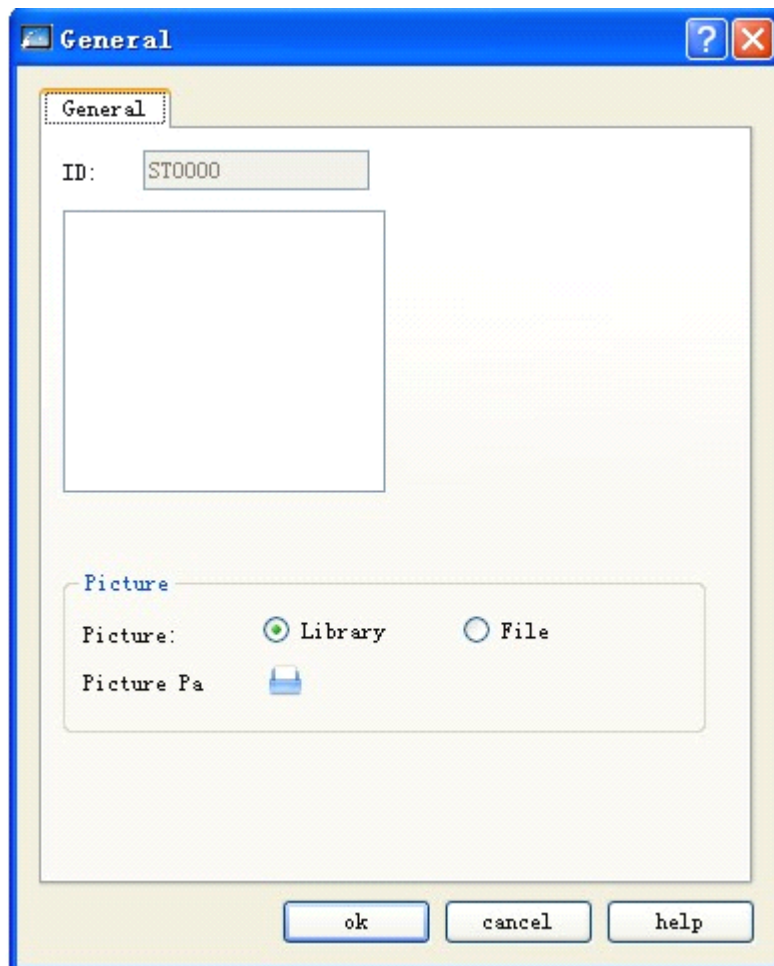 General
General
ID: ST0000
Picture
Picture: Library File
Picture Pa
ok cancel help